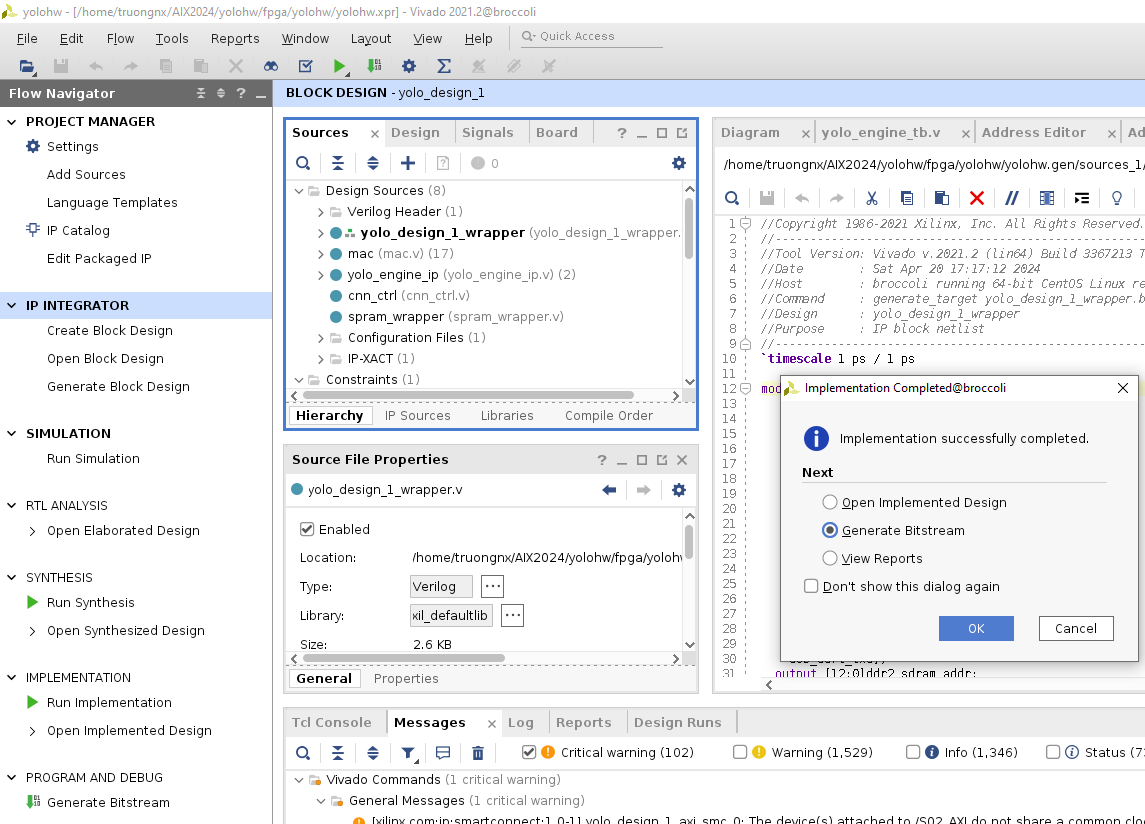 yolohw - [/home/truongnx/AIX2024/yolohw/fpga/yolohw/yolohw.xpr] - Vivado 2021.2@broccoli
File Edit Flow Tools Reports Window Layout View Help Quick Access
Flow Navigator
PROJECT MANAGER
Settings
Add Sources
Language Templates
IP Catalog
Edit Packaged IP
IP INTEGRATOR
Create Block Design
Open Block Design
Generate Block Design
SIMULATION
Run Simulation
RTL ANALYSIS
Open Elaborated Design
SYNTHESIS
Run Synthesis
Open Synthesized Design
IMPLEMENTATION
Run Implementation
Open Implemented Design
PROGRAM AND DEBUG
Generate Bitstream
BLOCK DESIGN - yolo_design_1
Sources Design Signals Board
0
Design Sources (8)
Verilog Header (1)
yolo_design_1_wrapper (yolo_design_1_wrapper.
mac (mac.v) (17)
yolo_engine_ip (yolo_engine_ip.v) (2)
cnn_ctrl (cnn_ctrl.v)
spram_wrapper (spram_wrapper.v)
Configuration Files (1)
IP-XACT (1)
Constraints (1)
Hierarchy IP Sources Libraries Compile Order
Source File Properties
yolo_design_1_wrapper.v
Enabled
Location: /home/truongnx/AIX2024/yolohw/fpga/yoloh
Type: Verilog ...
Library: xil_defaultlib ...
Size: 2.6 KB
General Properties
Diagram yolo_engine_tb.v Address Editor Ad
/home/truongnx/AIX2024/yolohw/fpga/yolohw/yolohw.gen/sources_1/
1 //Copyright 1986-2021 Xilinx, Inc. All Rights Reserved.
2 //--------------------------------------------------
3 //Tool Version: Vivado v.2021.2 (lin64) Build 3367213 T
4 //Date : Sat Apr 20 17:17:12 2024
5 //Host : broccoli running 64-bit CentOS Linux re
6 //Command : generate_target yolo_design_1_wrapper.b
7 //Design : yolo_design_1_wrapper
8 //Purpose : IP block netlist
9 //--------------------------------------------------
10 `timescale 1 ps / 1 ps
11
12 mod
13
14
15
16
17
18
19
20
21
22
23
24
25
26
27
28
29
30
31 output [12:0]ddr2_sdram_addr;
Implementation Completed@broccoli
Implementation successfully completed.
Next
Open Implemented Design
Generate Bitstream
View Reports
Don't show this dialog again
OK Cancel
Tcl Console Messages Log Reports Design Runs
Critical warning (102) Warning (1,529) Info (1,346) Status (7
Vivado Commands (1 critical warning)
General Messages (1 critical warning)
[xilinx.com:ip:smartconnect:1.0-1] yolo_design_1_axi_smc_0: The device(s) attached to /S02_AXI do not share a common clo